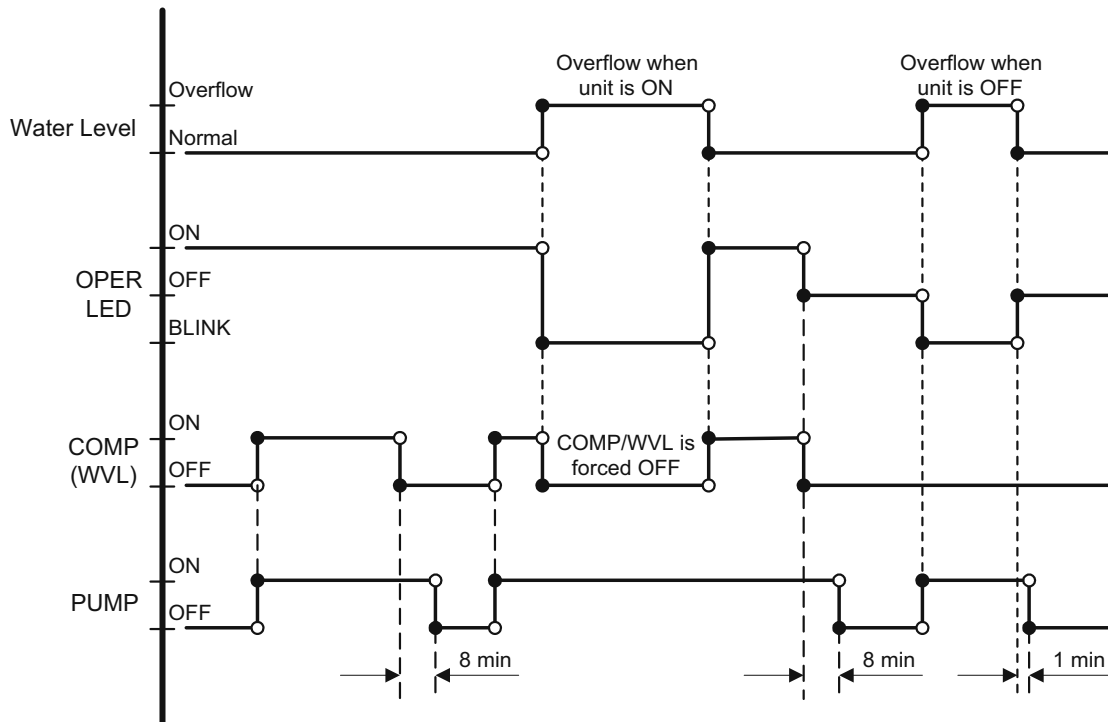 Overflow when
unit is ON
Overflow when
unit is OFF
Overflow
Water Level
Normal
ON
OPER
LED
OFF
BLINK
ON
COMP
(WVL)
OFF
COMP/WVL is
forced OFF
ON
PUMP
OFF
8 min
8 min
1 min